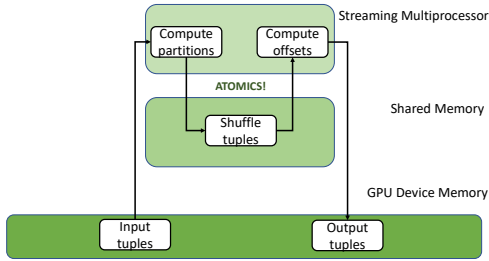 Streaming Multiprocessor
Compute
partitions
Compute
offsets
ATOMICS!
Shared Memory
Shuffle
tuples
GPU Device Memory
Input
tuples
Output
tuples